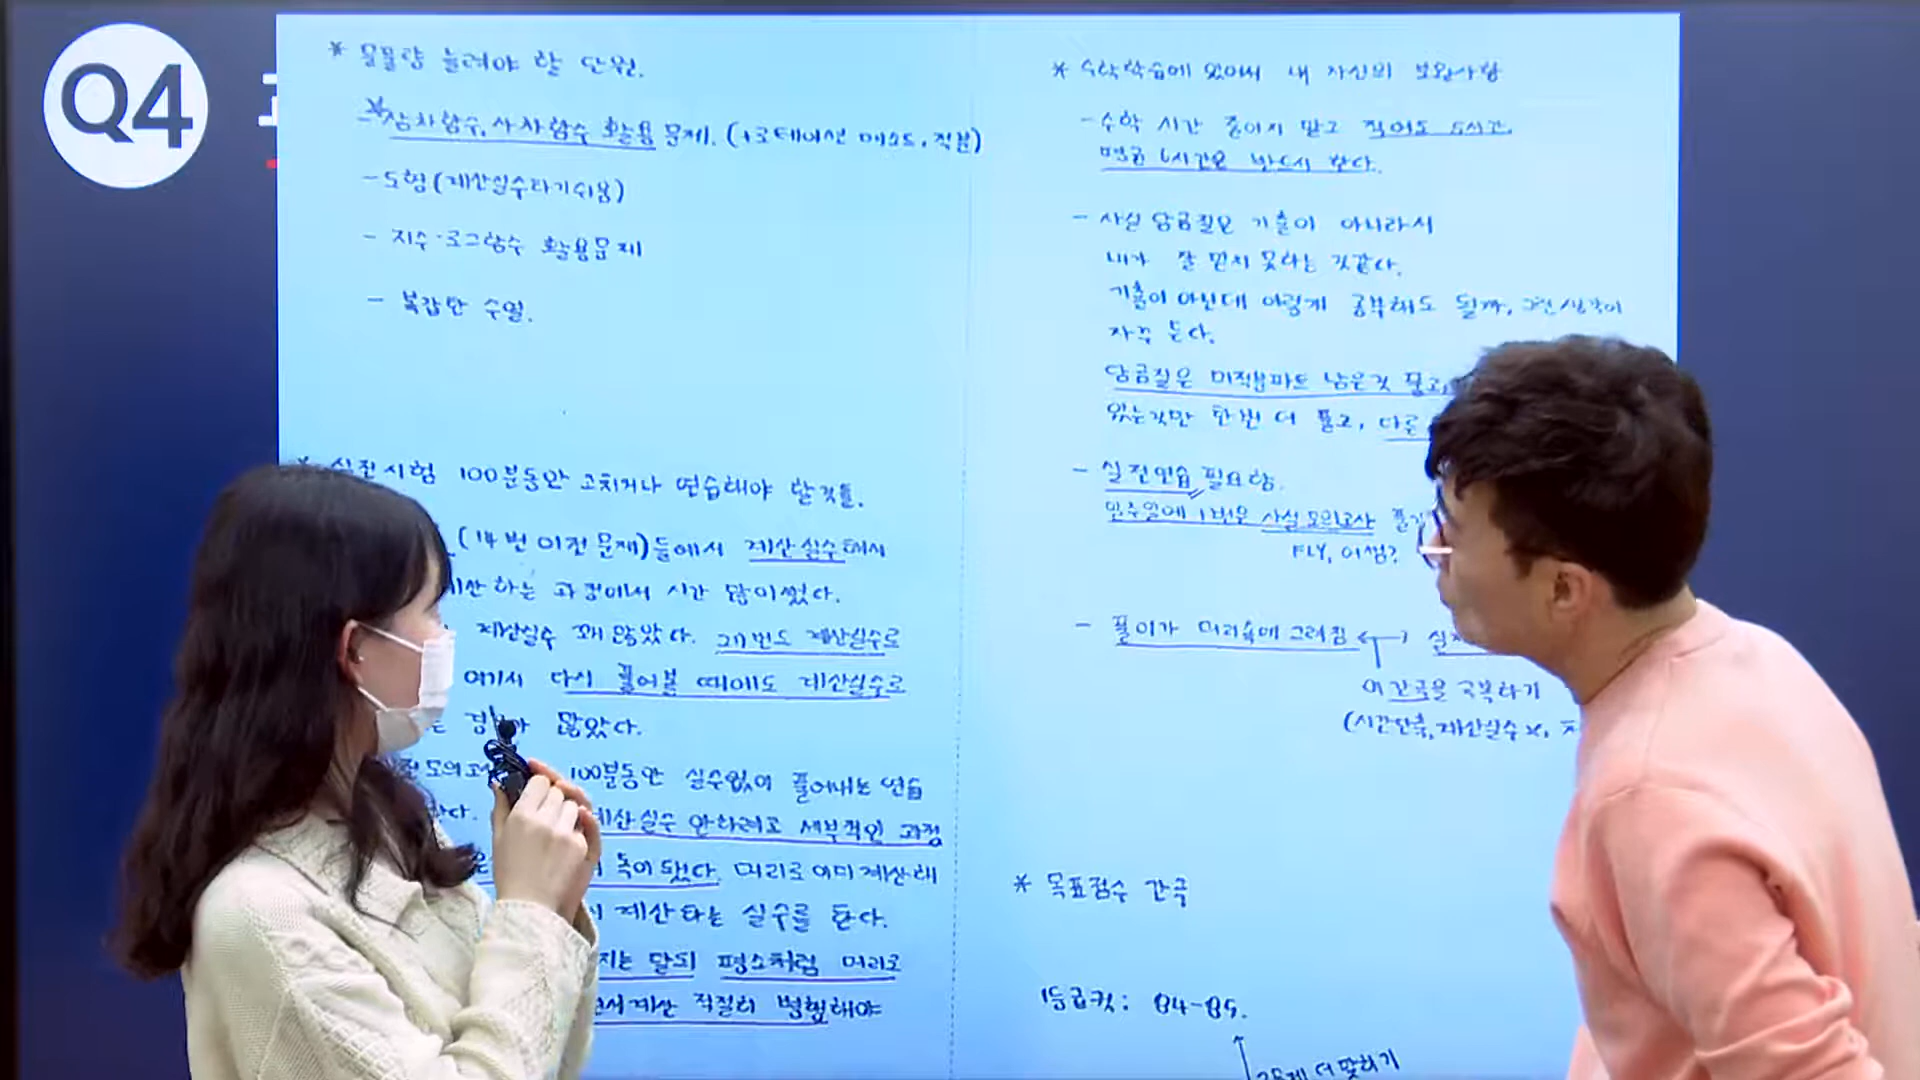 Q4
* 문풀량 늘려야 할 단원.
- * 삼차함수, 사차함수 활용 문제. (+로테이션 메소드, 적분)
- 도형 (계산실수하기쉬움)
- 지수·로그함수 활용문제
- 복잡한 수열.
* 실전시험 100분동안 고치거나 연습해야 할것들.
(14번 이전 문제)들에서 계산실수해서
계산 하는 과정에서 시간 많이썼다.
계산실수 꽤 많았다. 27번도 계산실수로
여기서 다시 풀어볼 때에도 계산실수로
많았다.
100분동안 실수없이 풀어내는 연습
계산실수 안하려고 세부적인 과정
독이 됐다. 머리로 이미 계산해
계산하는 실수를 한다.
지는 말되 평소처럼 머리로
계산 적절히 병행해야
* 수학학습에 있어서 내 자신의 보완사항
- 수학 시간 줄이지 말고 적어도 5시간,
평균 6시간은 반드시 한다.
- 사실 담금질은 기출이 아니라서
내가 잘 믿지 못하는 것같다.
기출이 아닌데 이렇게 공부해도 될까, 그런 생각이
자주 든다.
담금질은 미적분파트 남은것 풀고,
있는것만 한번 더 풀고, 다른
- 실전연습 필요함.
일주일에 1번은 사설 모의고사
FLY, 이썸?
- 풀이가 머리속에 그려짐 ↔
이 간극을 극복하기
(시간단축, 계산실수 x,
* 목표점수 간극
1등급컷: 84-85.
2문제 더 맞히기